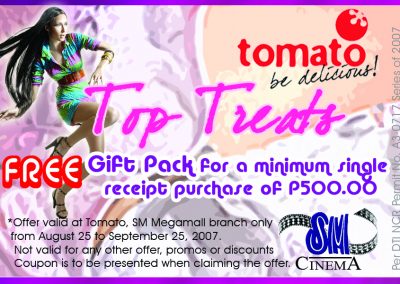 tomato
be delicious!
Top Treats
FREE Gift Pack for a minimum single
receipt purchase of P500.00
*Offer valid at Tomato, SM Megamall branch only
from August 25 to September 25, 2007.
Not valid for any other offer, promos or discounts
Coupon is to be presented when claiming the offer.
SM
CINEMA
Per DTI NCR Permit No. A3-0717 Series of 2007